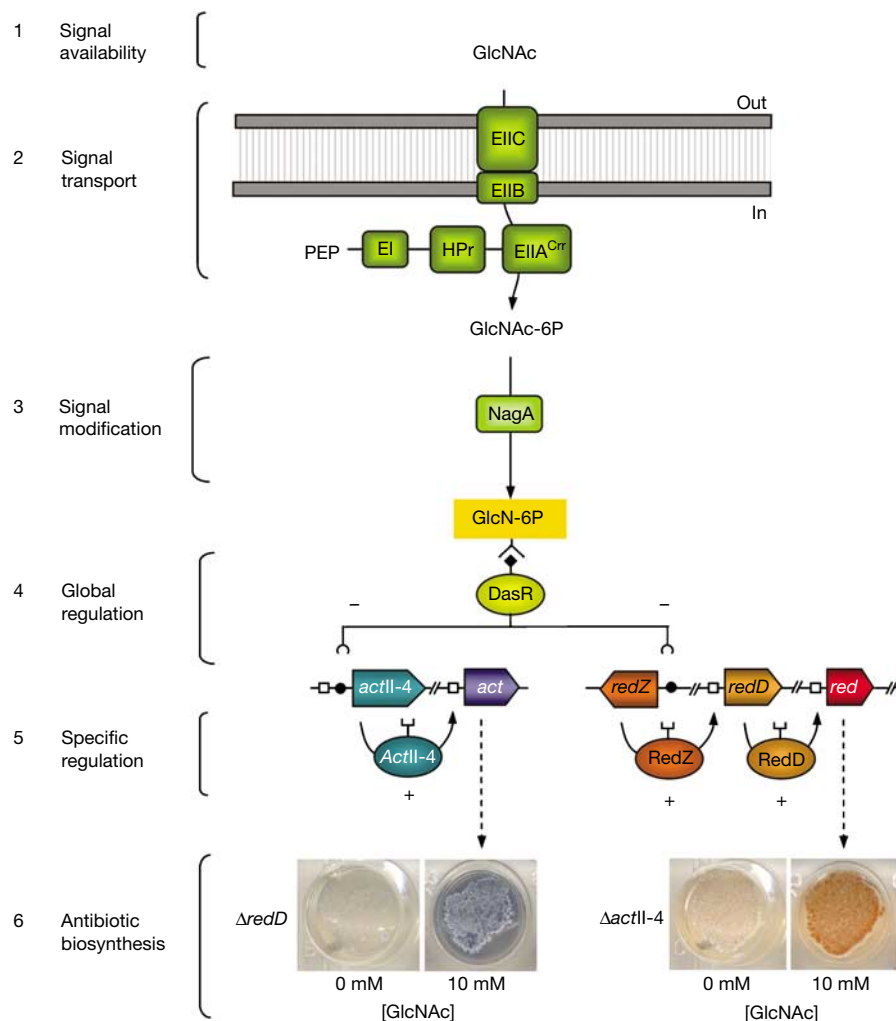 1 Signal
availability
GlcNAc
Out
EIIC
2 Signal
transport
EIIB
In
PEP EI HPr EIIA^Crr
GlcNAc-6P
3 Signal
modification
NagA
GlcN-6P
4 Global
regulation
DasR
– –
actII-4 act redZ redD red
5 Specific
regulation
ActII-4 RedZ RedD
+ + +
6 Antibiotic
biosynthesis
ΔredD ΔactII-4
0 mM 10 mM 0 mM 10 mM
[GlcNAc] [GlcNAc]